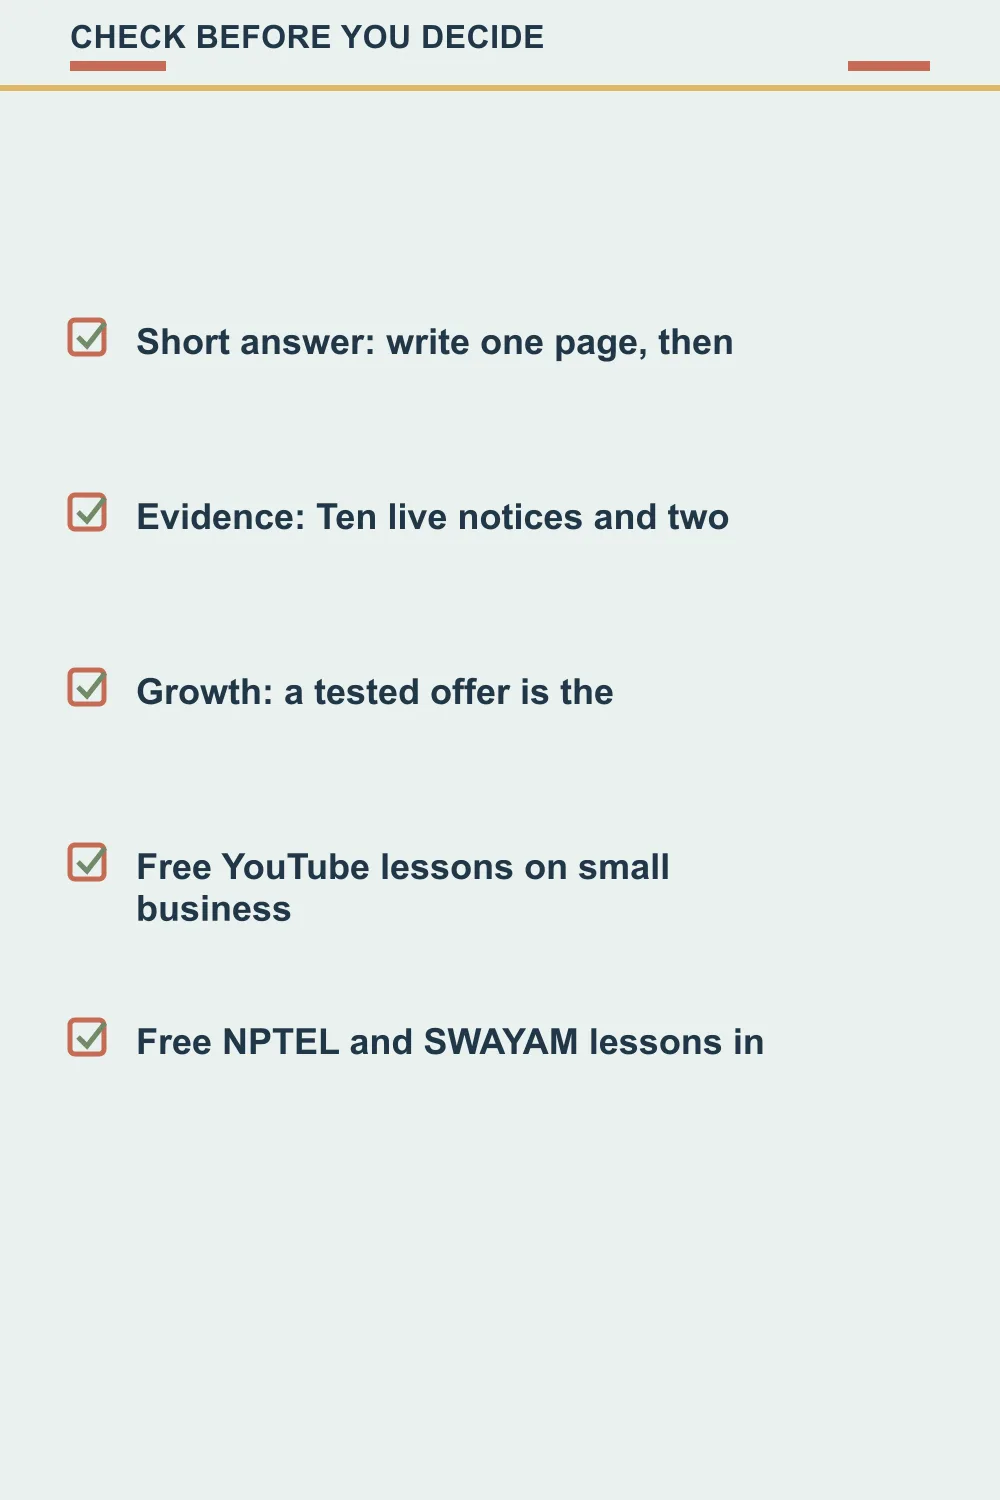 CHECK BEFORE YOU DECIDE
Short answer: write one page, then
Evidence: Ten live notices and two
Growth: a tested offer is the
Free YouTube lessons on small
business
Free NPTEL and SWAYAM lessons in